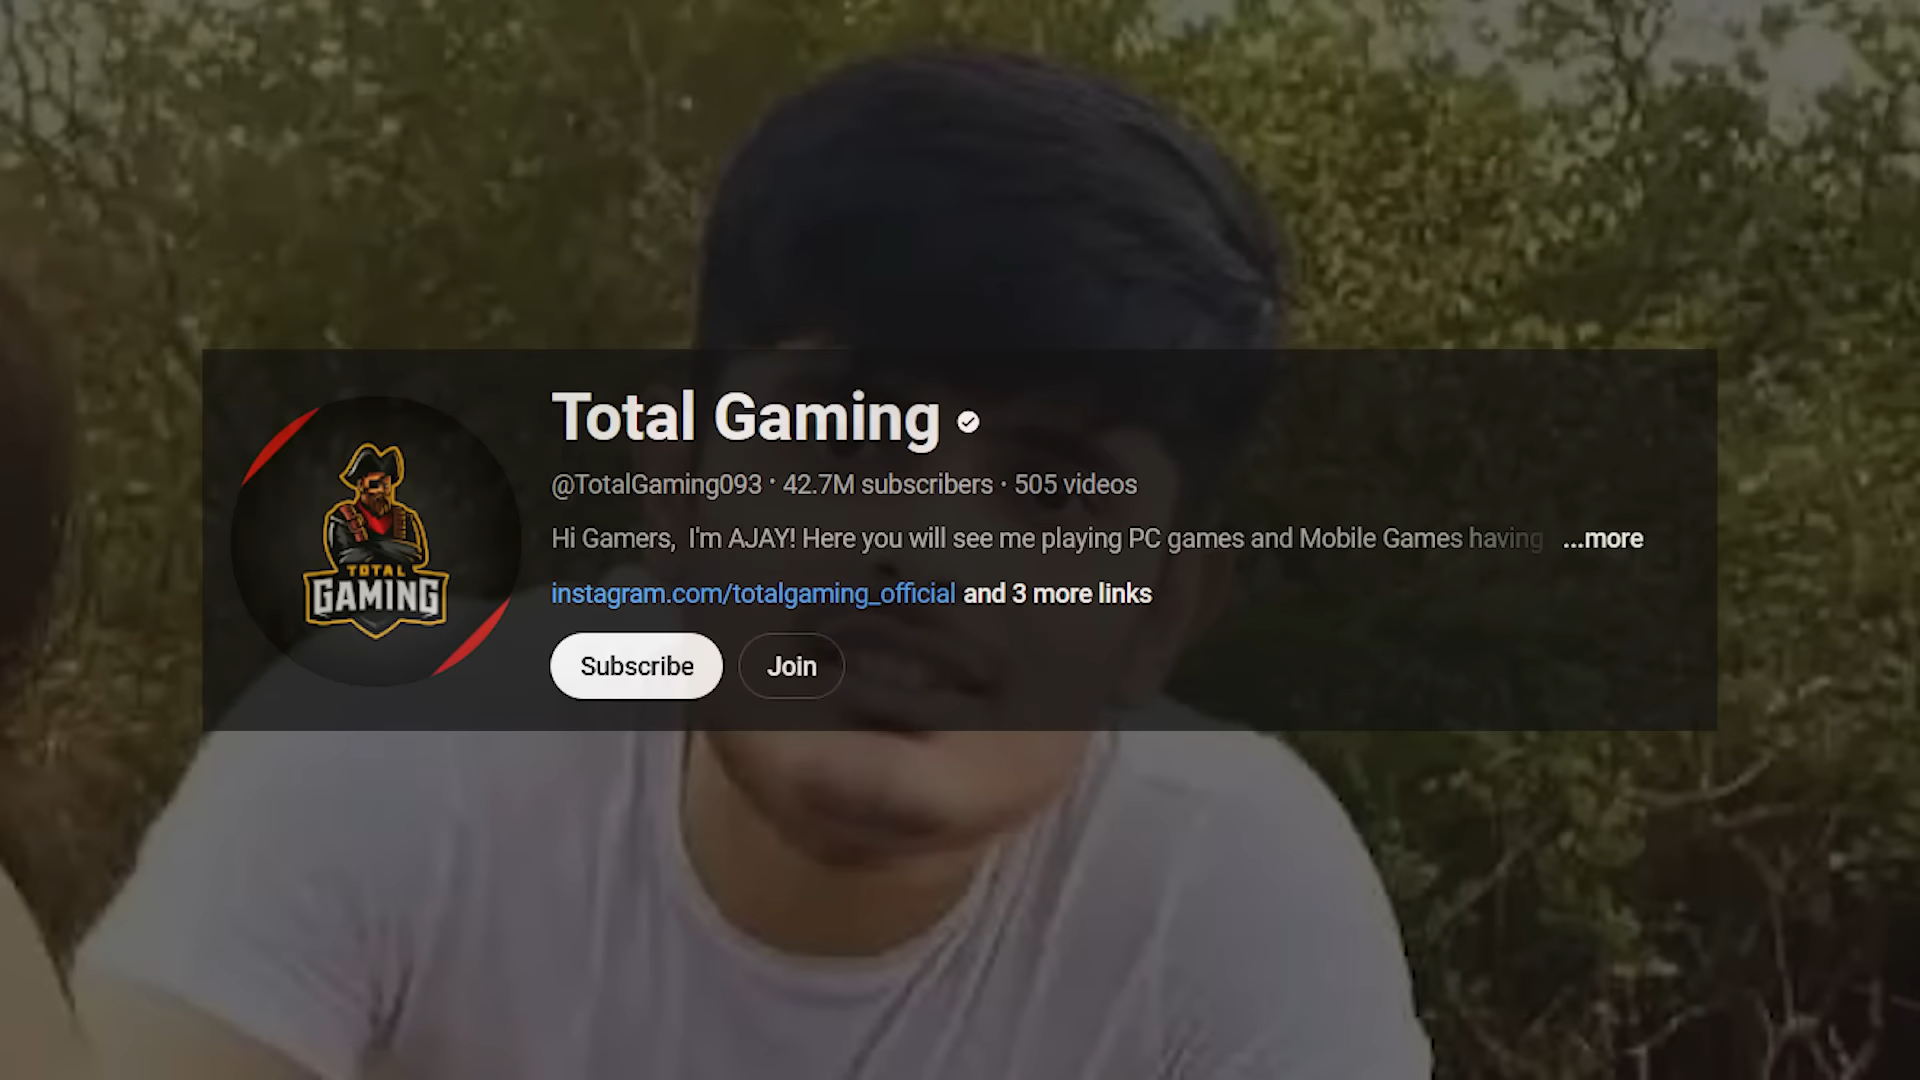 Total Gaming
@TotalGaming093 · 42.7M subscribers · 505 videos
Hi Gamers, I'm AJAY! Here you will see me playing PC games and Mobile Games having ...more
instagram.com/totalgaming_official and 3 more links
Subscribe Join
TOTAL
GAMING